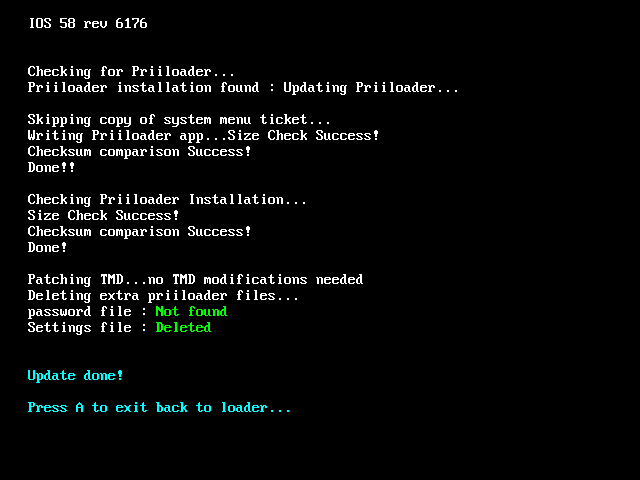 IOS 58 rev 6176
Checking for Priiloader...
Priiloader installation found : Updating Priiloader...
Skipping copy of system menu ticket...
Writing Priiloader app...Size Check Success!
Checksum comparison Success!
Done!!
Checking Priiloader Installation...
Size Check Success!
Checksum comparison Success!
Done!
Patching TMD...no TMD modifications needed
Deleting extra priiloader files...
password file : Not found
Settings file : Deleted
Update done!
Press A to exit back to loader...